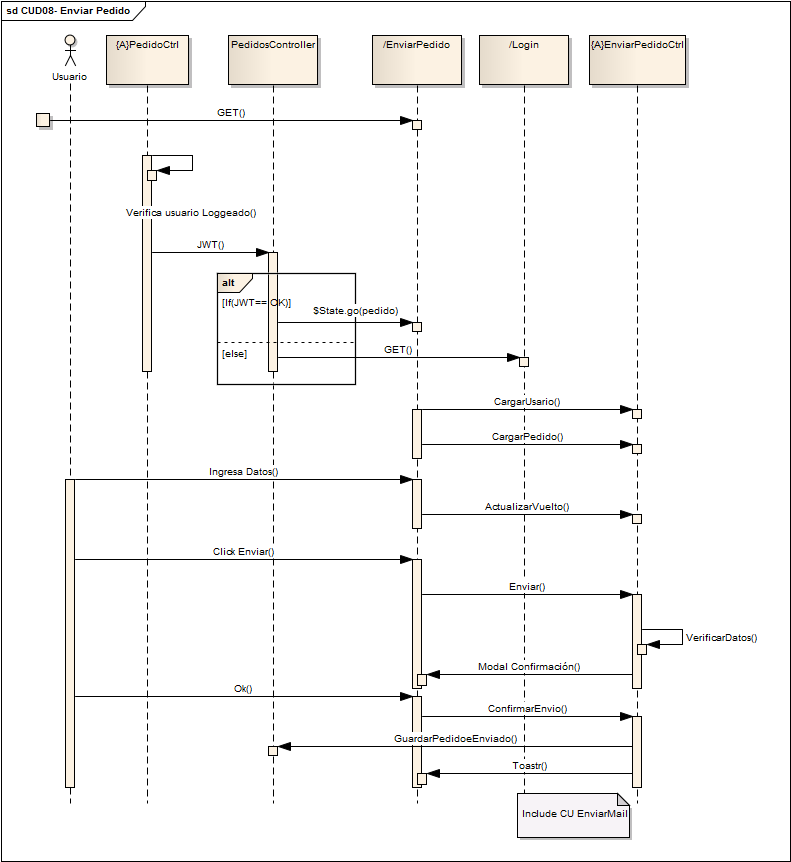 sd CUD08- Enviar Pedido
Usuario
{A}PedidoCtrl
PedidosController
/EnviarPedido
/Login
{A}EnviarPedidoCtrl
GET()
Verifica usuario Loggeado()
JWT()
alt
[If(JWT== OK)]
$State.go(pedido)
GET()
[else]
CargarUsario()
CargarPedido()
Ingresa Datos()
ActualizarVuelto()
Click Enviar()
Enviar()
VerificarDatos()
Modal Confirmación()
Ok()
ConfirmarEnvio()
GuardarPedidoeEnviado()
Toastr()
Include CU EnviarMail